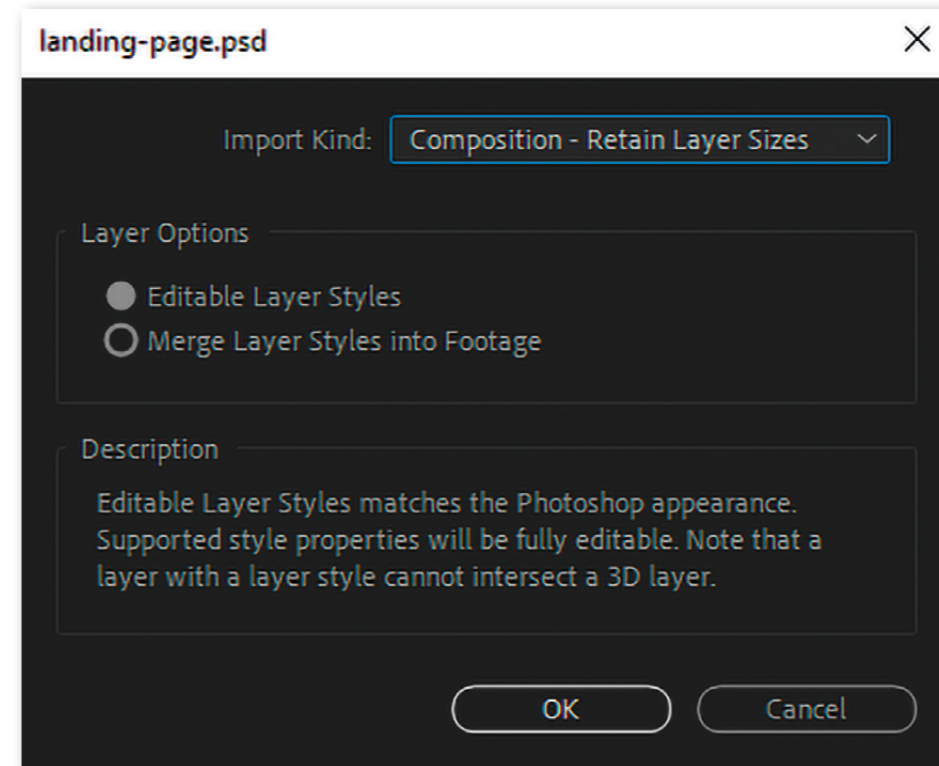 landing-page.psd
Import Kind: Composition - Retain Layer Sizes
Layer Options
Editable Layer Styles
Merge Layer Styles into Footage
Description
Editable Layer Styles matches the Photoshop appearance.
Supported style properties will be fully editable. Note that a
layer with a layer style cannot intersect a 3D layer.
OK Cancel